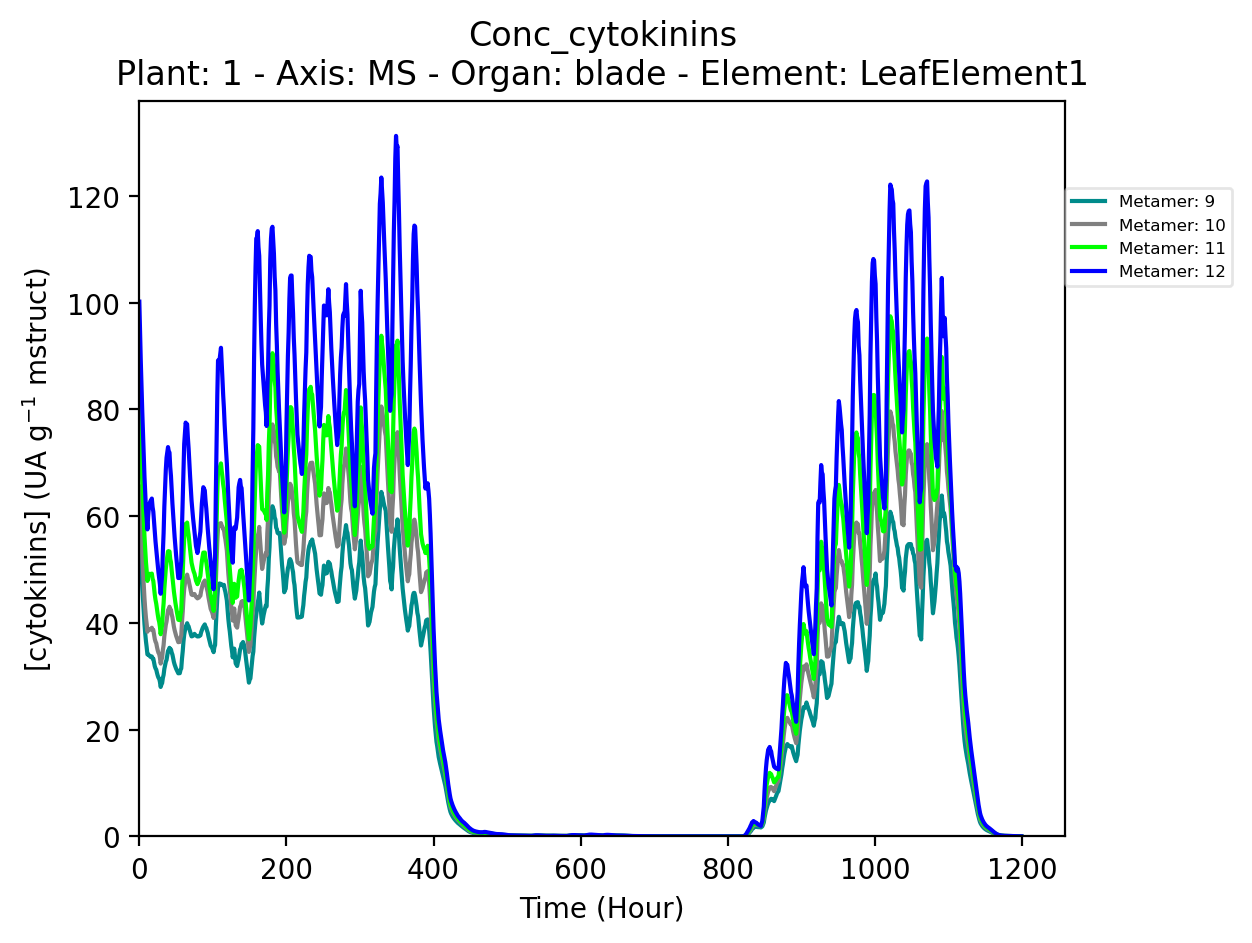 Conc_cytokinins
Plant: 1 - Axis: MS - Organ: blade - Element: LeafElement1
[cytokinins] (UA g⁻¹ mstruct)
120
100
80
60
40
20
0
0 200 400 600 800 1000 1200
Time (Hour)
Metamer: 9
Metamer: 10
Metamer: 11
Metamer: 12